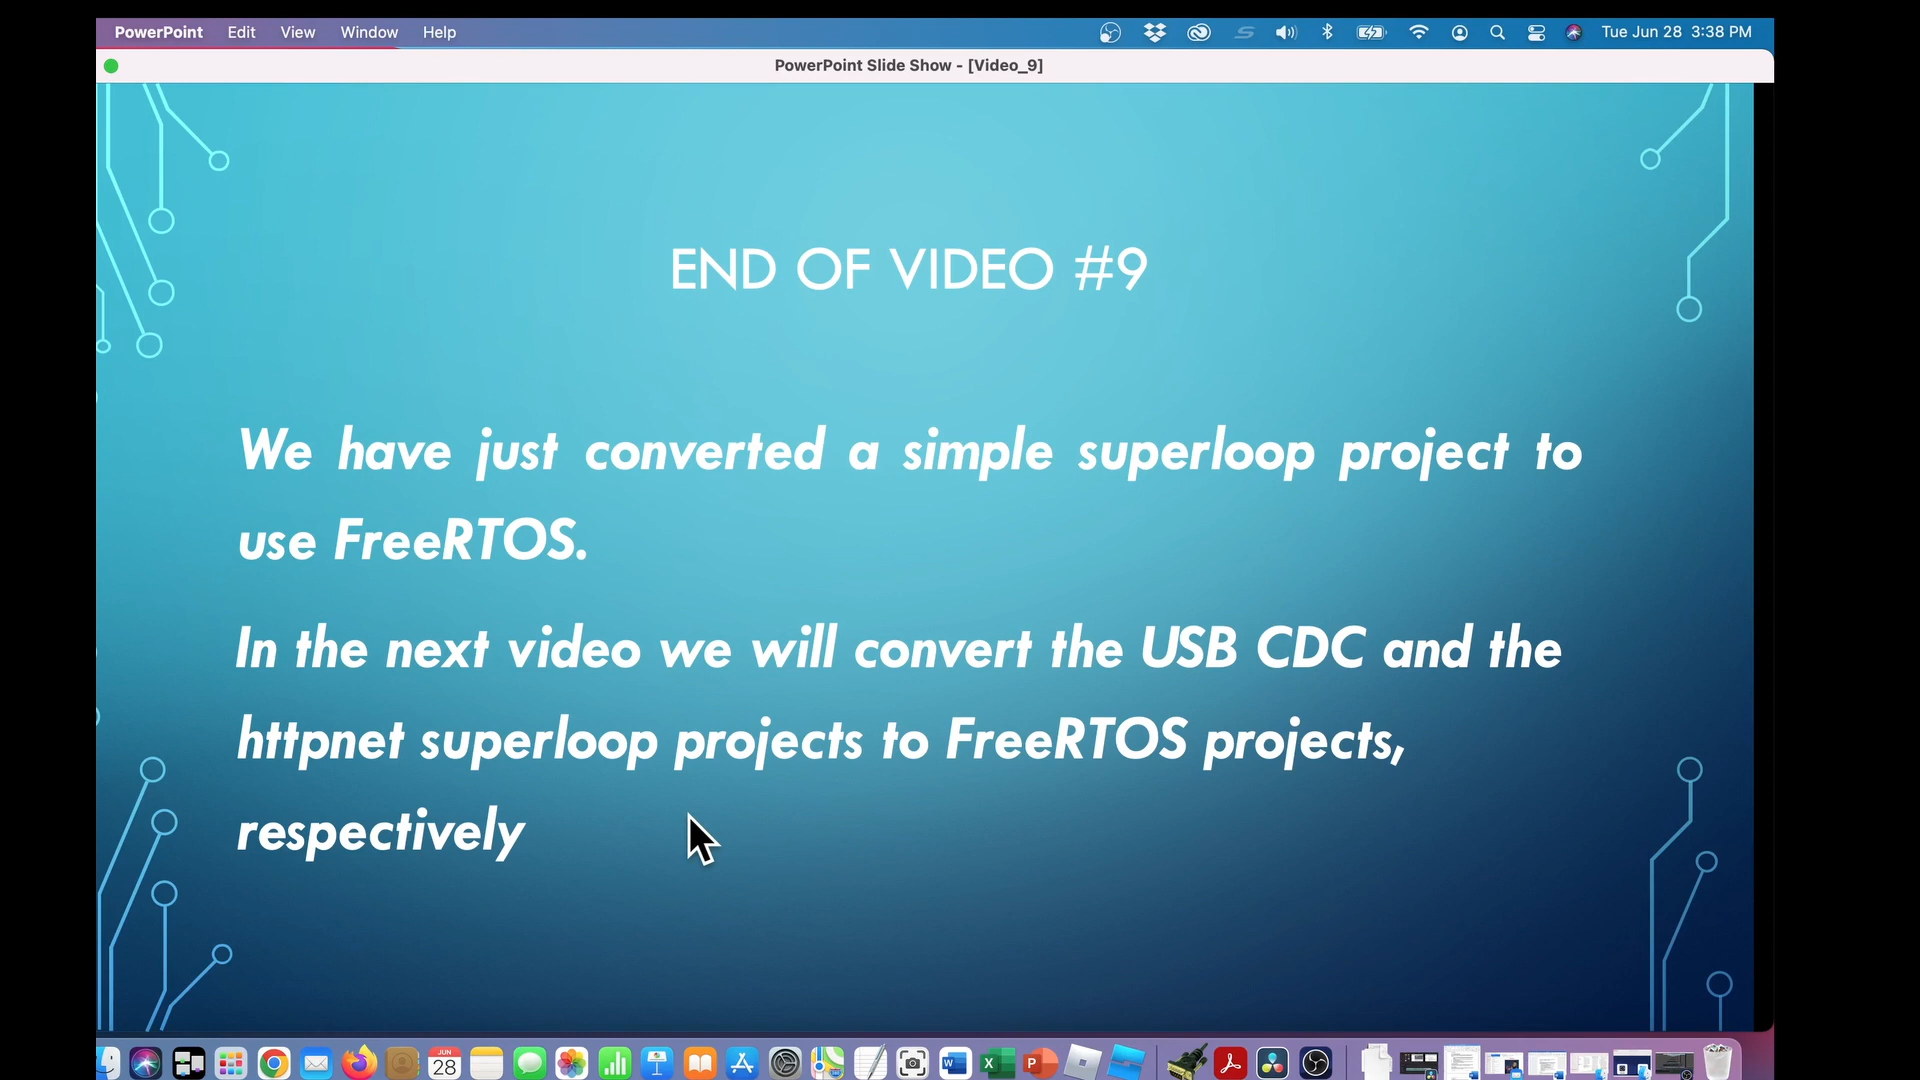 PowerPoint Edit View Window Help Tue Jun 28 3:38 PM
PowerPoint Slide Show - [Video_9]
END OF VIDEO #9
We have just converted a simple superloop project to
use FreeRTOS.
In the next video we will convert the USB CDC and the
httpnet superloop projects to FreeRTOS projects,
respectively
JUN
28